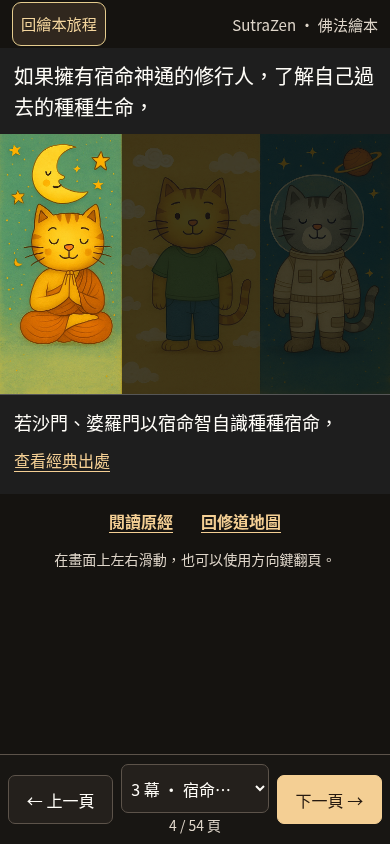 回繪本旅程
SutraZen · 佛法繪本
如果擁有宿命神通的修行人，了解自己過
去的種種生命，
若沙門、婆羅門以宿命智自識種種宿命，
查看經典出處
閱讀原經
回修道地圖
在畫面上左右滑動，也可以使用方向鍵翻頁。
← 上一頁
3 幕 · 宿命…
下一頁 →
4 / 54 頁